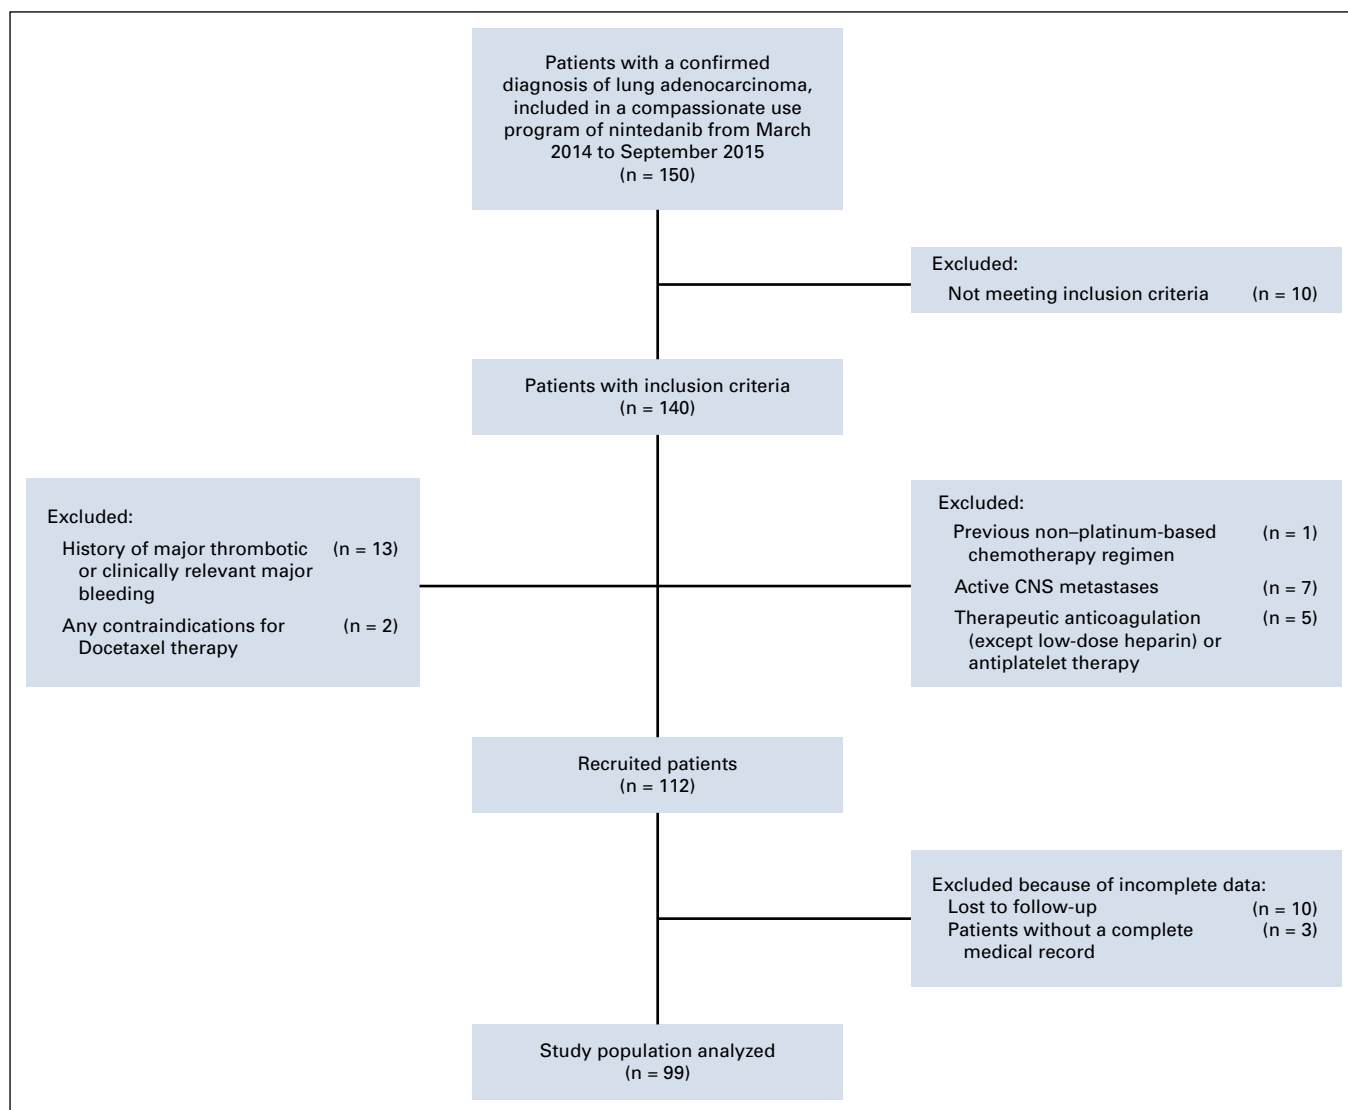 Patients with a confirmed
diagnosis of lung adenocarcinoma,
included in a compassionate use
program of nintedanib from March
2014 to September 2015
(n = 150)
Excluded:
Not meeting inclusion criteria (n = 10)
Patients with inclusion criteria
(n = 140)
Excluded:
History of major thrombotic (n = 13)
or clinically relevant major
bleeding
Any contraindications for (n = 2)
Docetaxel therapy
Excluded:
Previous non–platinum-based (n = 1)
chemotherapy regimen
Active CNS metastases (n = 7)
Therapeutic anticoagulation (n = 5)
(except low-dose heparin) or
antiplatelet therapy
Recruited patients
(n = 112)
Excluded because of incomplete data:
Lost to follow-up (n = 10)
Patients without a complete (n = 3)
medical record
Study population analyzed
(n = 99)